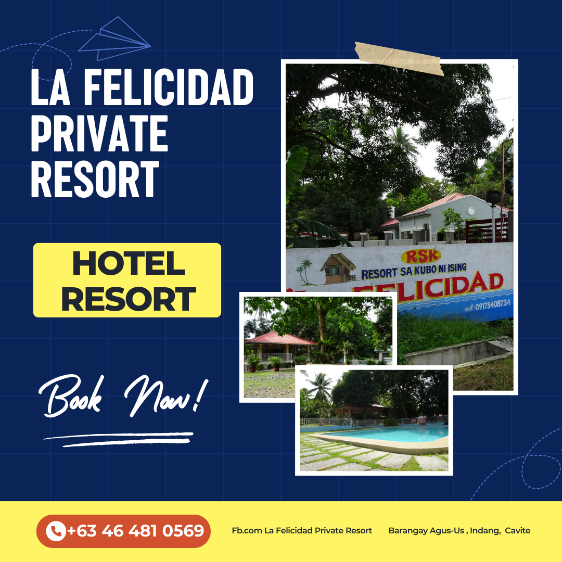 LA FELICIDAD
PRIVATE
RESORT
HOTEL
RESORT
Book Now!
RSK
RESORT SA KUBO NI ISING
FELICIDAD
+63 46 481 0569
Fb.com La Felicidad Private Resort
Barangay Agus-Us , Indang, Cavite